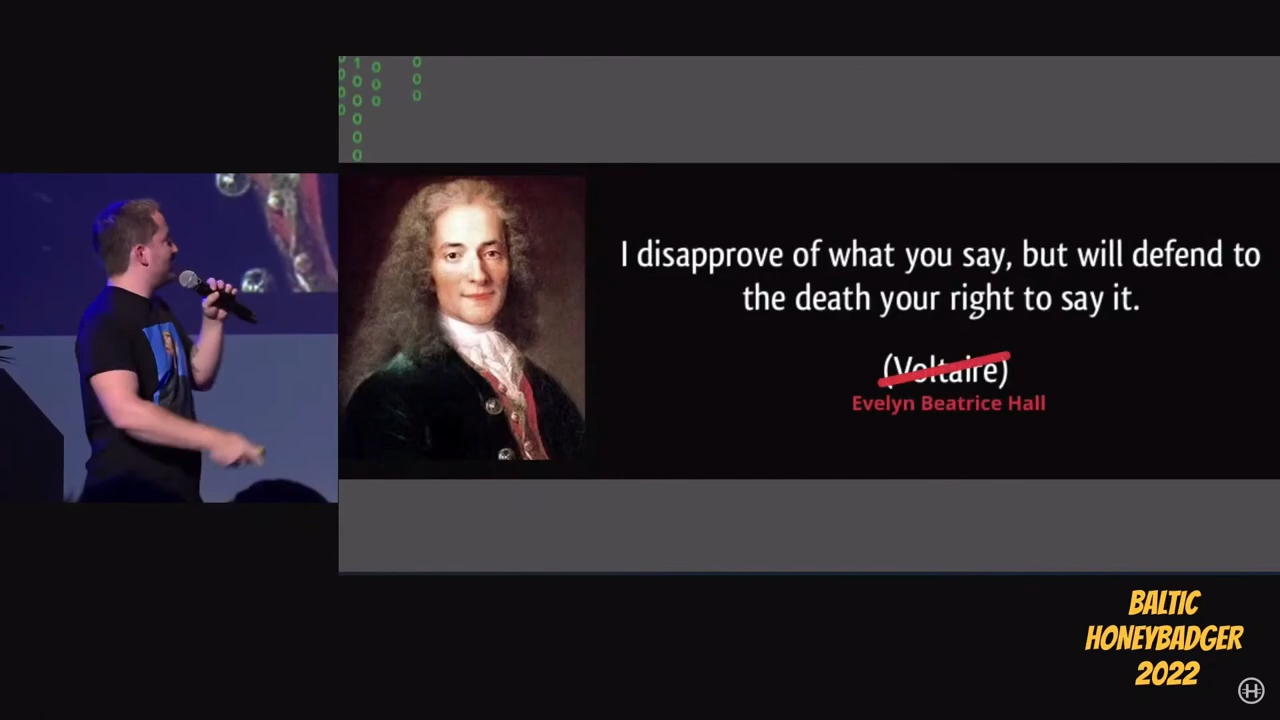 I disapprove of what you say, but will defend to
the death your right to say it.
(Voltaire)
Evelyn Beatrice Hall
BALTIC
HONEYBADGER
2022